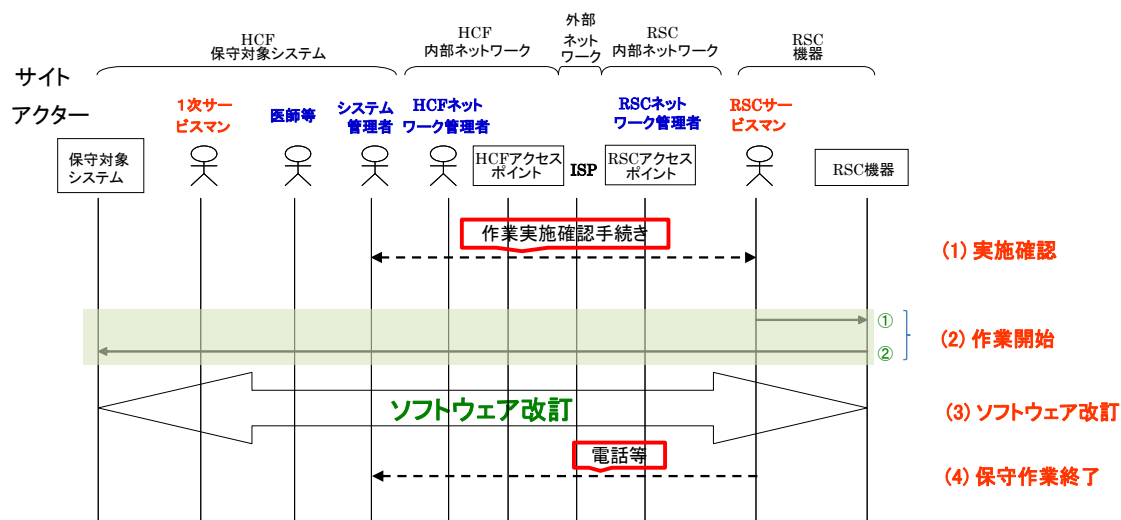 HCF
保守対象システム
HCF
内部ネットワーク
外部
ネット
ワーク
RSC
内部ネットワーク
RSC
機器
サイト
アクター
1次サー
ビスマン
医師等
システム
管理者
HCFネット
ワーク管理者
RSCネット
ワーク管理者
RSCサー
ビスマン
保守対象
システム
HCFアクセス
ポイント
ISP
RSCアクセス
ポイント
RSC機器
作業実施確認手続き
(1) 実施確認
①
②
(2) 作業開始
ソフトウェア改訂
(3) ソフトウェア改訂
電話等
(4) 保守作業終了